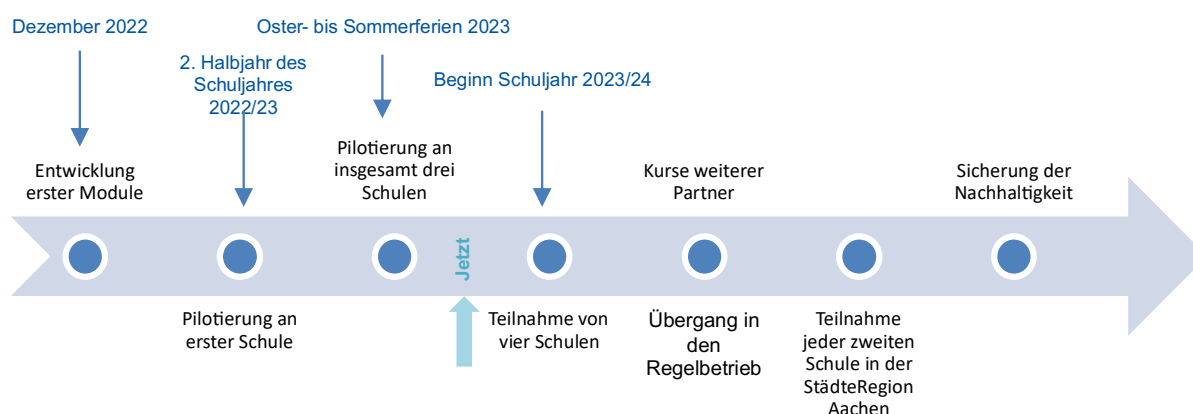 Dezember 2022
Oster- bis Sommerferien 2023
2. Halbjahr des
Schuljahres
2022/23
Beginn Schuljahr 2023/24
Entwicklung
erster Module
Pilotierung an
insgesamt drei
Schulen
Kurse weiterer
Partner
Sicherung der
Nachhaltigkeit
Jetzt
Pilotierung an
erster Schule
Teilnahme von
vier Schulen
Übergang in
den
Regelbetrieb
Teilnahme
jeder zweiten
Schule in der
StädteRegion
Aachen